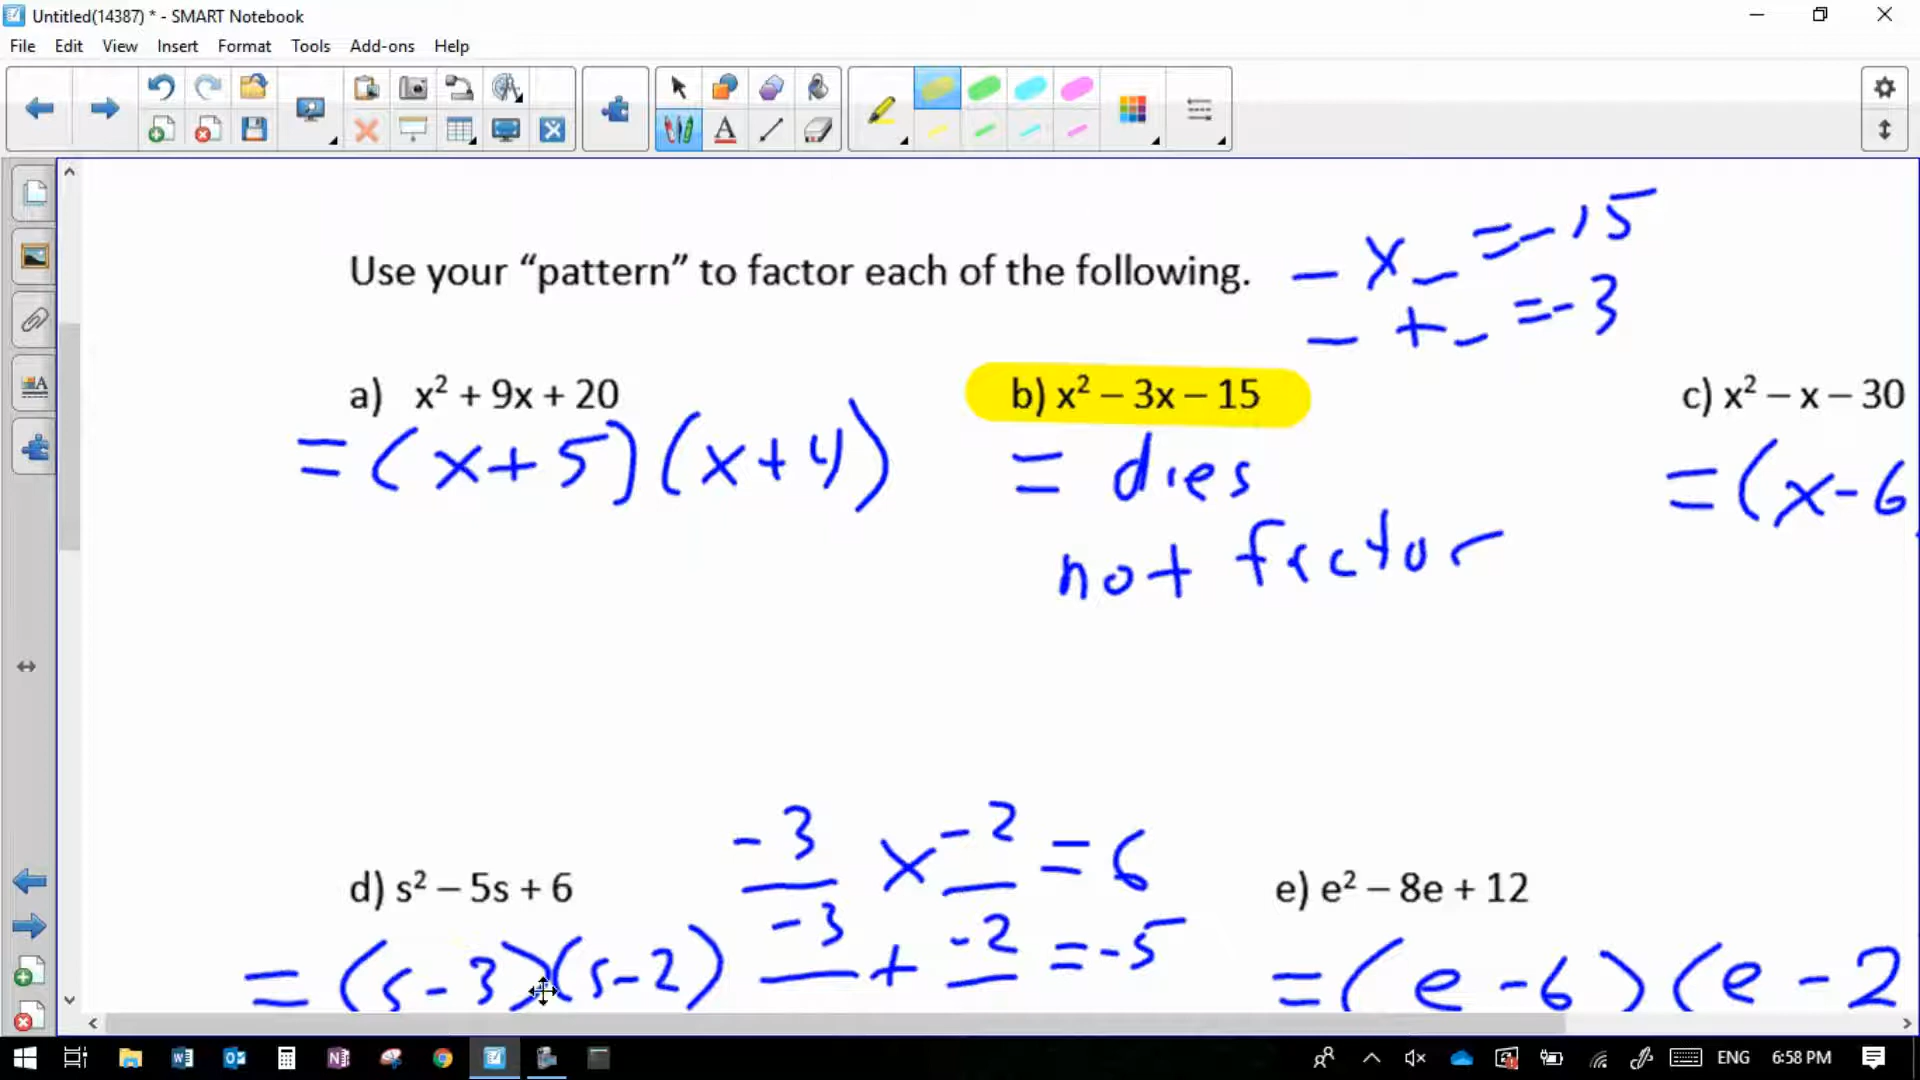 Untitled(14387) * - SMART Notebook
File Edit View Insert Format Tools Add-ons Help
Use your “pattern” to factor each of the following.
_ x _ = -15
_ + _ = -3
a) x² + 9x + 20
= (x+5)(x+4)
b) x² – 3x – 15
= dies
not factor
c) x² – x – 30
= (x-6
d) s² – 5s + 6
-3 x -2 = 6
-3 + -2 = -5
= (s-3)(s-2)
e) e² – 8e + 12
= (e-6)(e-2
ENG 6:58 PM